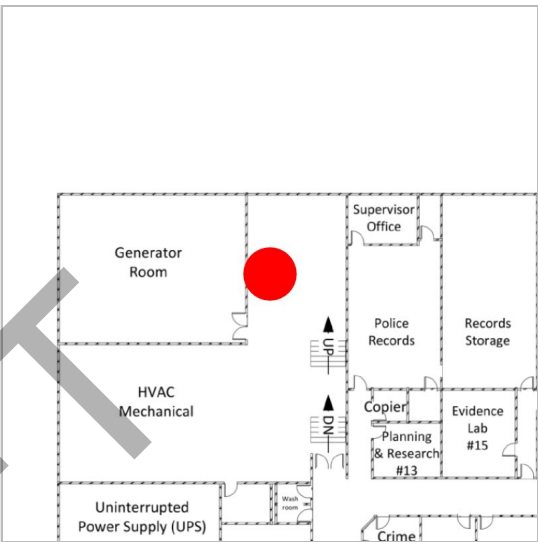 Supervisor
Office
Generator
Room
Police
Records
Records
Storage
UP
HVAC
Mechanical
DN
Copier
Evidence
Lab
#15
Planning
& Research
#13
Uninterrupted
Power Supply (UPS)
Wash
room
Crime
T